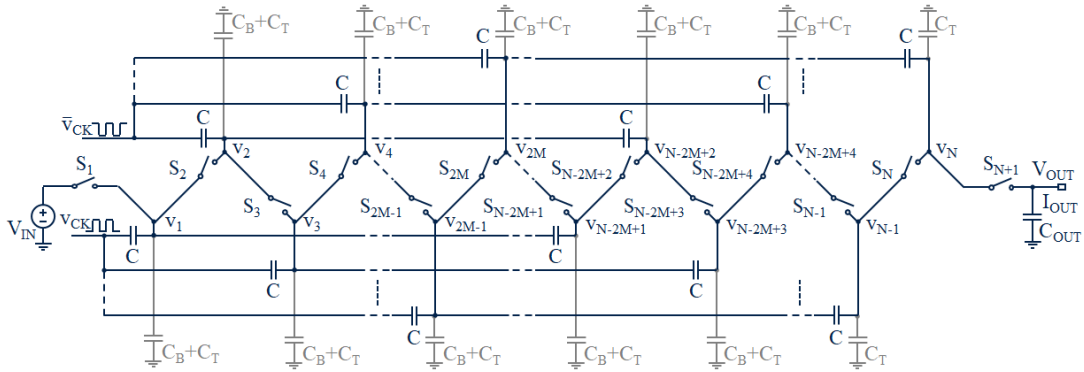 C_B+C_T C_B+C_T C_B+C_T C_B+C_T C_B+C_T C_T
C C
C C
v̅_CK C C
v_2 v_4 v_2M v_N-2M+2 v_N-2M+4 v_N
S_1 S_2 S_4 S_2M S_N-2M+2 S_N-2M+4 S_N S_N+1 V_OUT
S_3 S_2M-1 S_N-2M+1 S_N-2M+3 S_N-1 I_OUT
V_IN v_CK v_1 v_3 v_2M-1 v_N-2M+1 v_N-2M+3 v_N-1 C_OUT
C C
C C
C C
C_B+C_T C_B+C_T C_B+C_T C_B+C_T C_B+C_T C_T